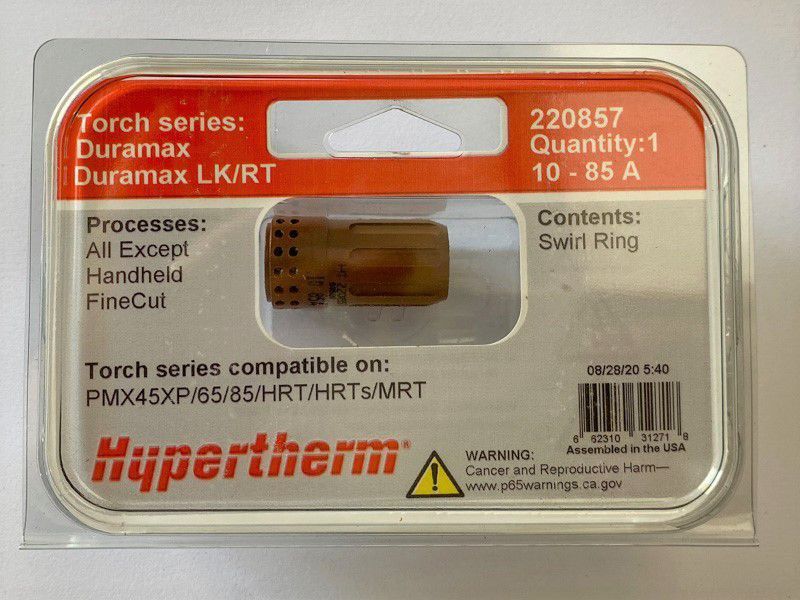 Torch series:
Duramax
Duramax LK/RT
220857
Quantity:1
10 - 85 A
Processes:
All Except
Handheld
FineCut
Contents:
Swirl Ring
Torch series compatible on:
PMX45XP/65/85/HRT/HRTs/MRT
08/28/20 5:40
6 62310 31271 8
Assembled in the USA
Hypertherm®
WARNING:
Cancer and Reproductive Harm—
www.p65warnings.ca.gov